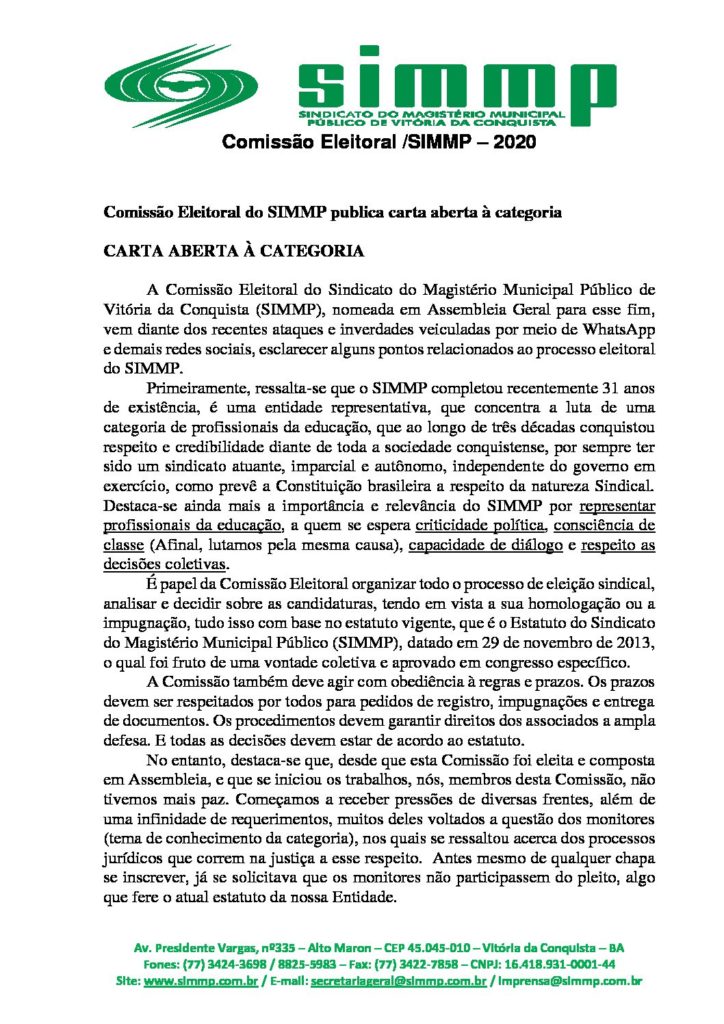 simmp
SINDICATO DO MAGISTÉRIO MUNICIPAL
PÚBLICO DE VITÓRIA DA CONQUISTA
Comissão Eleitoral /SIMMP – 2020
Comissão Eleitoral do SIMMP publica carta aberta à categoria
CARTA ABERTA À CATEGORIA
A Comissão Eleitoral do Sindicato do Magistério Municipal Público de
Vitória da Conquista (SIMMP), nomeada em Assembleia Geral para esse fim,
vem diante dos recentes ataques e inverdades veiculadas por meio de WhatsApp
e demais redes sociais, esclarecer alguns pontos relacionados ao processo eleitoral
do SIMMP.
Primeiramente, ressalta-se que o SIMMP completou recentemente 31 anos
de existência, é uma entidade representativa, que concentra a luta de uma
categoria de profissionais da educação, que ao longo de três décadas conquistou
respeito e credibilidade diante de toda a sociedade conquistense, por sempre ter
sido um sindicato atuante, imparcial e autônomo, independente do governo em
exercício, como prevê a Constituição brasileira a respeito da natureza Sindical.
Destaca-se ainda mais a importância e relevância do SIMMP por representar
profissionais da educação, a quem se espera criticidade política, consciência de
classe (Afinal, lutamos pela mesma causa), capacidade de diálogo e respeito as
decisões coletivas.
É papel da Comissão Eleitoral organizar todo o processo de eleição sindical,
analisar e decidir sobre as candidaturas, tendo em vista a sua homologação ou a
impugnação, tudo isso com base no estatuto vigente, que é o Estatuto do Sindicato
do Magistério Municipal Público (SIMMP), datado em 29 de novembro de 2013,
o qual foi fruto de uma vontade coletiva e aprovado em congresso específico.
A Comissão também deve agir com obediência à regras e prazos. Os prazos
devem ser respeitados por todos para pedidos de registro, impugnações e entrega
de documentos. Os procedimentos devem garantir direitos dos associados a ampla
defesa. E todas as decisões devem estar de acordo ao estatuto.
No entanto, destaca-se que, desde que esta Comissão foi eleita e composta
em Assembleia, e que se iniciou os trabalhos, nós, membros desta Comissão, não
tivemos mais paz. Começamos a receber pressões de diversas frentes, além de
uma infinidade de requerimentos, muitos deles voltados a questão dos monitores
(tema de conhecimento da categoria), nos quais se ressaltou acerca dos processos
jurídicos que correm na justiça a esse respeito. Antes mesmo de qualquer chapa
se inscrever, já se solicitava que os monitores não participassem do pleito, algo
que fere o atual estatuto da nossa Entidade.
Av. Presidente Vargas, nº335 – Alto Maron – CEP 45.045-010 – Vitória da Conquista – BA
Fones: (77) 3424-3698 / 8825-5983 – Fax: (77) 3422-7858 – CNPJ: 16.418.931-0001-44
Site: www.simmp.com.br / E-mail: secretariageral@simmp.com.br / imprensa@simmp.com.br